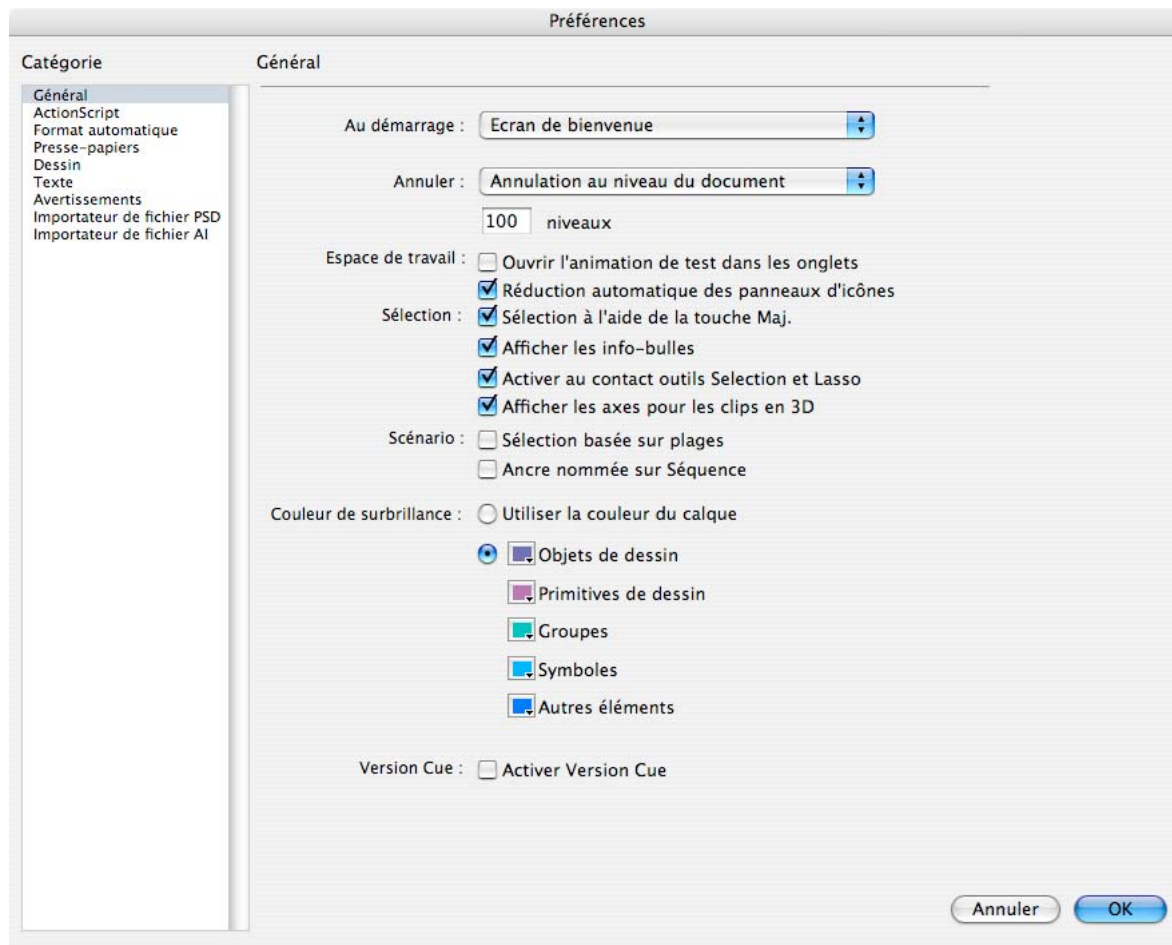 Préférences
Catégorie
Général
ActionScript
Format automatique
Presse-papiers
Dessin
Texte
Avertissements
Importateur de fichier PSD
Importateur de fichier AI
Général
Au démarrage : Ecran de bienvenue
Annuler : Annulation au niveau du document
100 niveaux
Espace de travail : Ouvrir l'animation de test dans les onglets
Réduction automatique des panneaux d'icônes
Sélection : Sélection à l'aide de la touche Maj.
Afficher les info-bulles
Activer au contact outils Selection et Lasso
Afficher les axes pour les clips en 3D
Scénario : Sélection basée sur plages
Ancre nommée sur Séquence
Couleur de surbrillance : Utiliser la couleur du calque
Objets de dessin
Primitives de dessin
Groupes
Symboles
Autres éléments
Version Cue : Activer Version Cue
Annuler OK